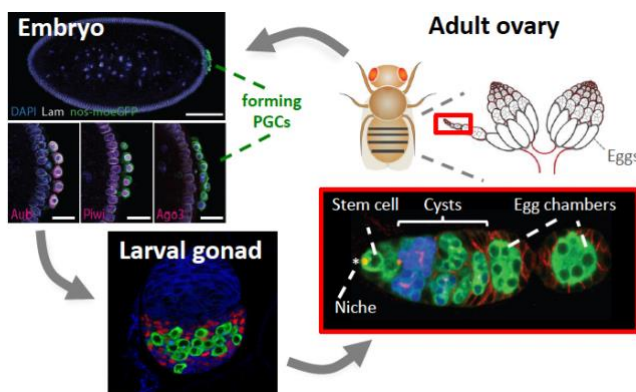 Embryo
DAPI Lam nos-moeGFP
forming
PGCs
Aub
Piwi
Ago3
Larval gonad
Adult ovary
Eggs
Stem cell
Cysts
Egg chambers
*
Niche